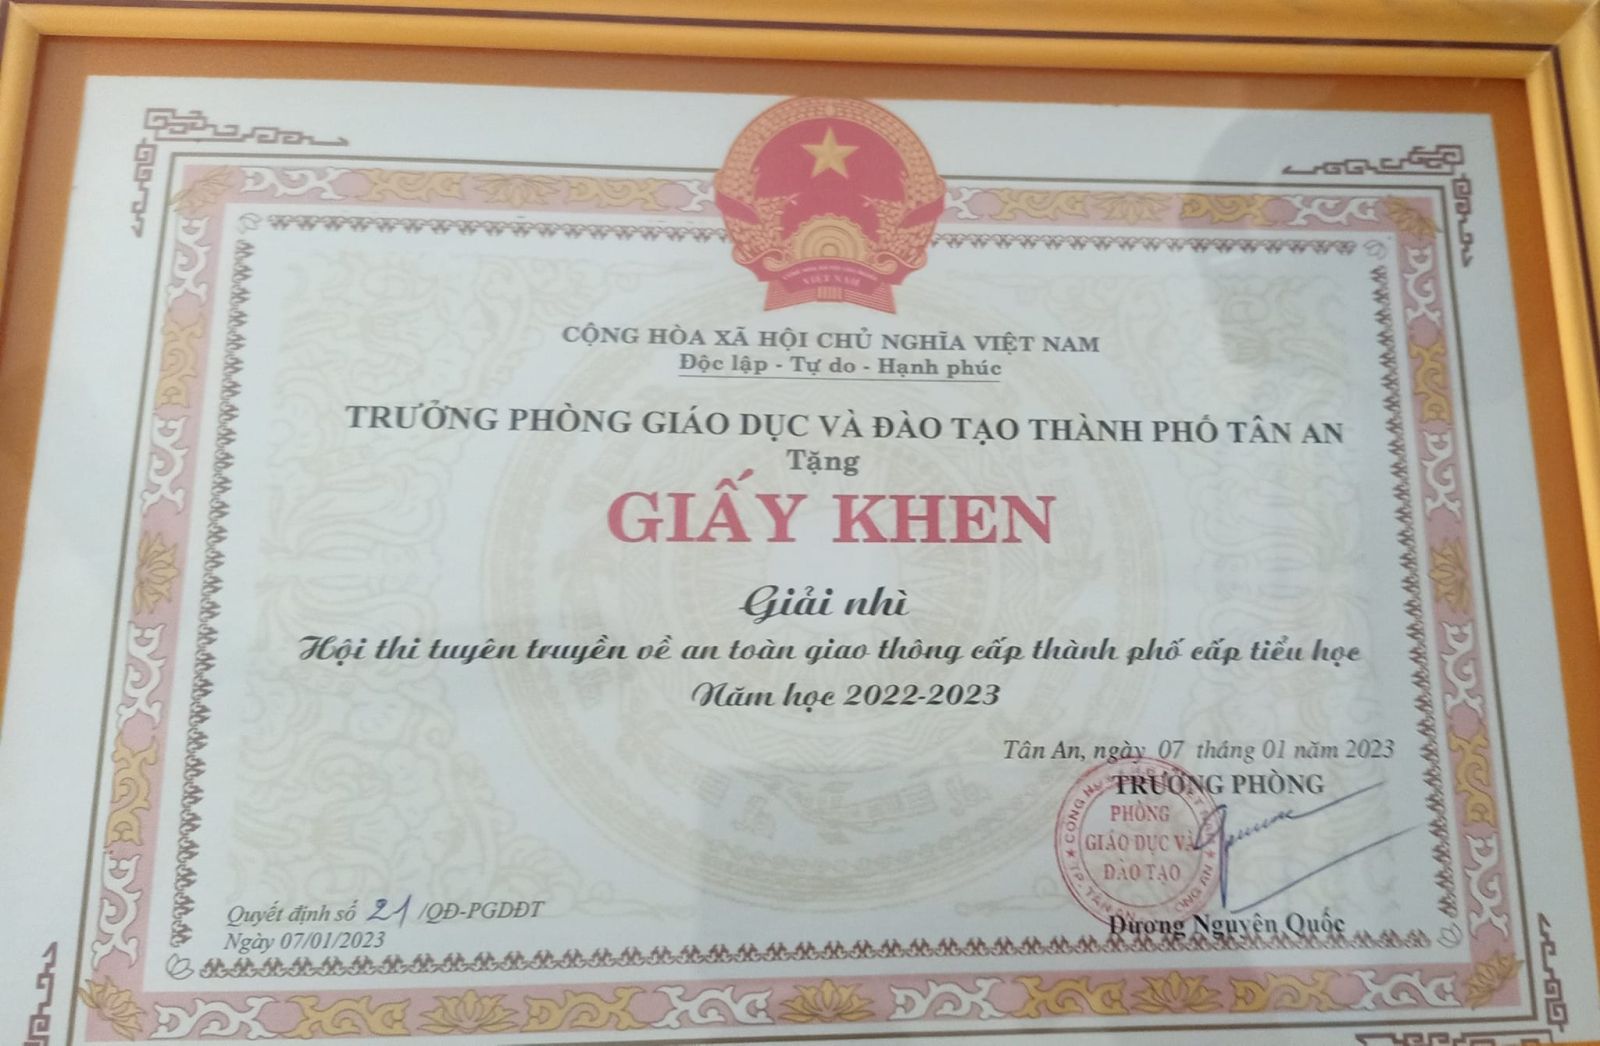 CỘNG HÒA XÃ HỘI CHỦ NGHĨA VIỆT NAM
Độc lập - Tự do - Hạnh phúc
TRƯỞNG PHÒNG GIÁO DỤC VÀ ĐÀO TẠO THÀNH PHỐ TÂN AN
Tặng
GIẤY KHEN
Giải nhì
Hội thi tuyên truyền về an toàn giao thông cấp thành phố cấp tiểu học
Năm học 2022-2023
Tân An, ngày 07 tháng 01 năm 2023
TRƯỞNG PHÒNG
PHÒNG
GIÁO DỤC VÀ
ĐÀO TẠO
Dương Nguyên Quốc
Quyết định số 21/QĐ-PGDĐT
Ngày 07/01/2023